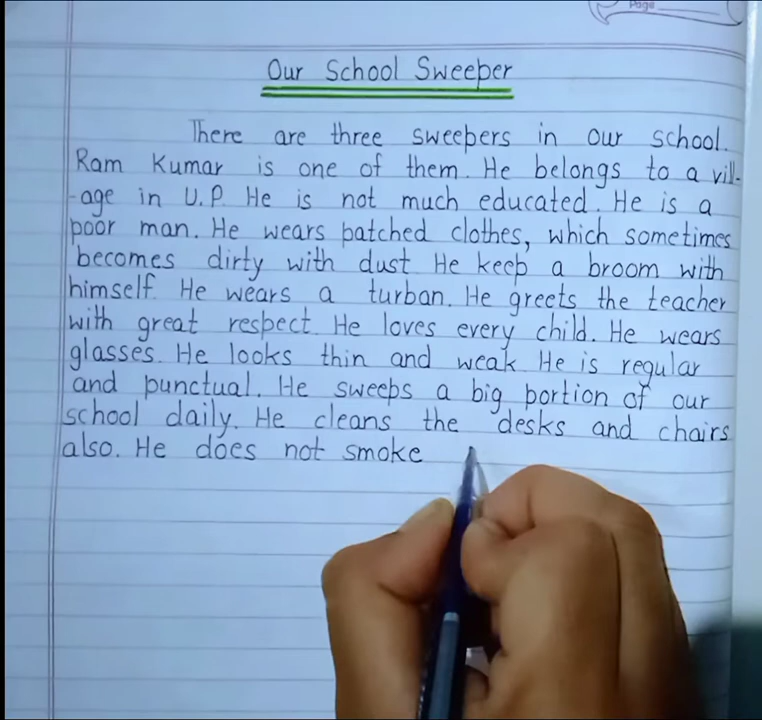 Page
Our School Sweeper
There are three sweepers in our school.
Ram Kumar is one of them. He belongs to a vill-
-age in U.P. He is not much educated. He is a
poor man. He wears patched clothes, which sometimes
becomes dirty with dust. He keep a broom with
himself. He wears a turban. He greets the teacher
with great respect. He loves every child. He wears
glasses. He looks thin and weak. He is regular
and punctual. He sweeps a big portion of our
school daily. He cleans the desks and chairs
also. He does not smoke